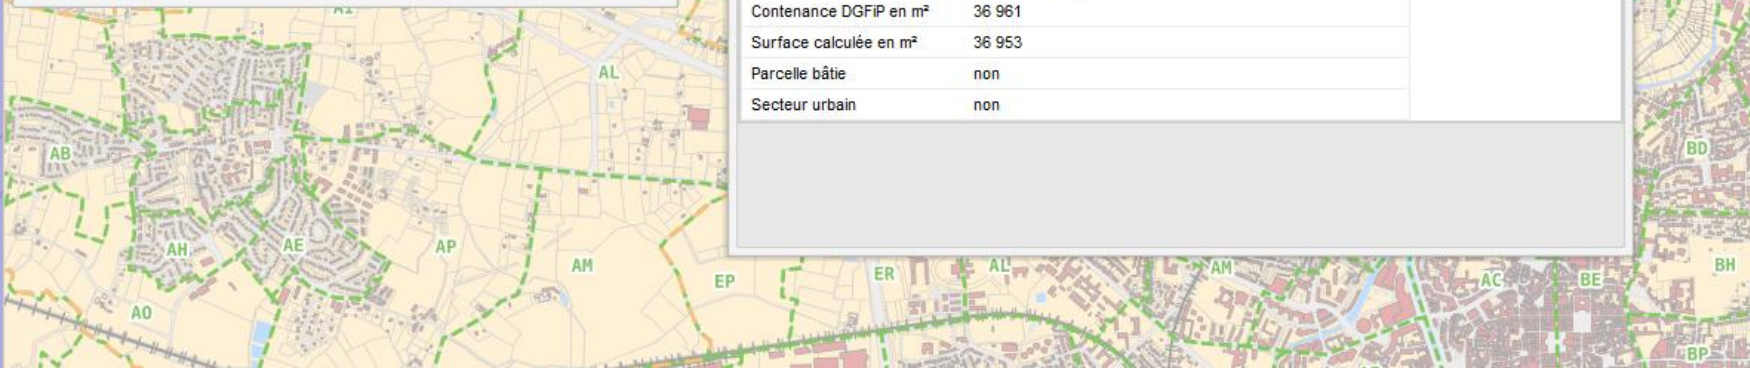 AI
Contenance DGFiP en m² 36 961
Surface calculée en m² 36 953
AL
Parcelle bâtie non
Secteur urbain non
AB
BD
AH
AE
AP
AM
EP
ER
AL
AM
AC
BE
BH
AO
BP